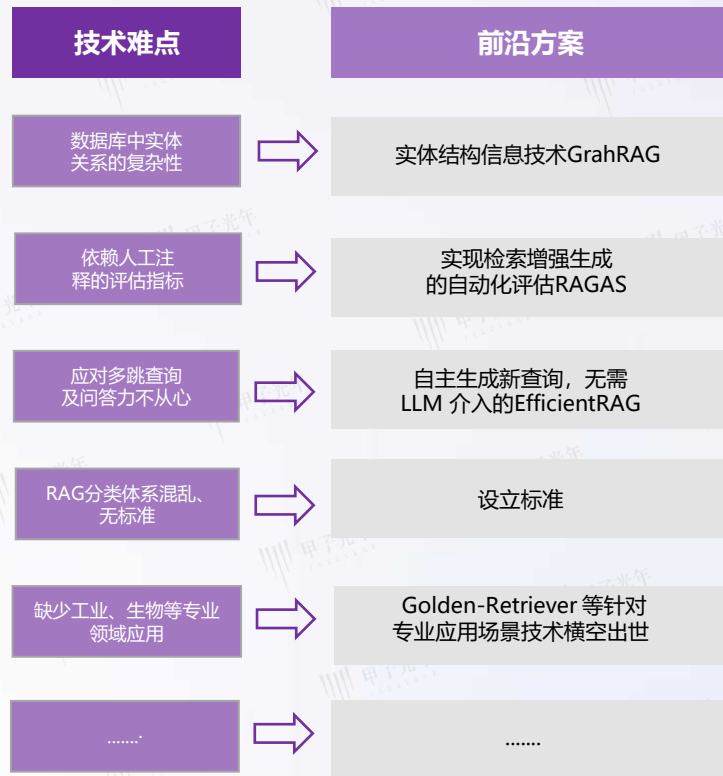 技术难点
前沿方案
数据库中实体
关系的复杂性
实体结构信息技术GrahRAG
依赖人工注
释的评估指标
实现检索增强生成
的自动化评估RAGAS
应对多跳查询
及问答力不从心
自主生成新查询，无需
LLM 介入的EfficientRAG
RAG分类体系混乱、
无标准
设立标准
缺少工业、生物等专业
领域应用
Golden-Retriever 等针对
专业应用场景技术横空出世
.......
.......
甲子光年